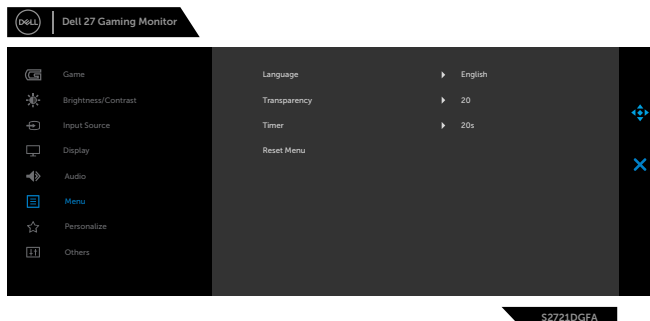 DELL
Dell 27 Gaming Monitor
Game
Brightness/Contrast
Input Source
Display
Audio
Menu
Personalize
Others
Language English
Transparency 20
Timer 20s
Reset Menu
S2721DGFA